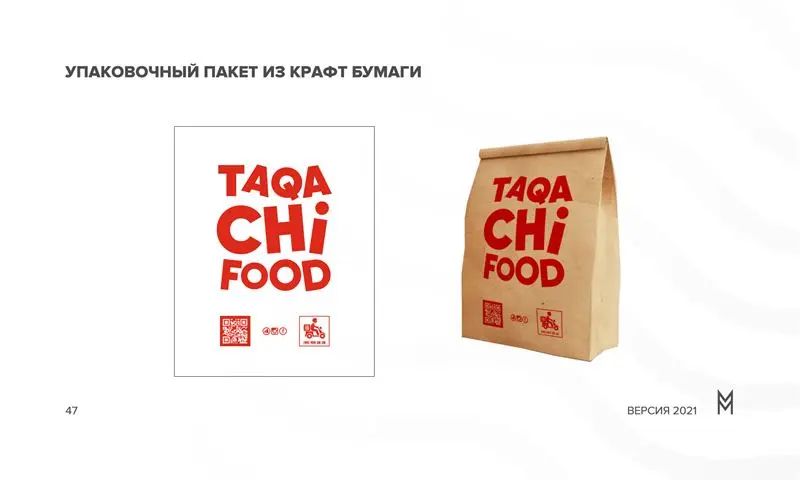 УПАКОВОЧНЫЙ ПАКЕТ ИЗ КРАФТ БУМАГИ
TAQA
CHi
FOOD
TAQA
CHi
FOOD
47
ВЕРСИЯ 2021